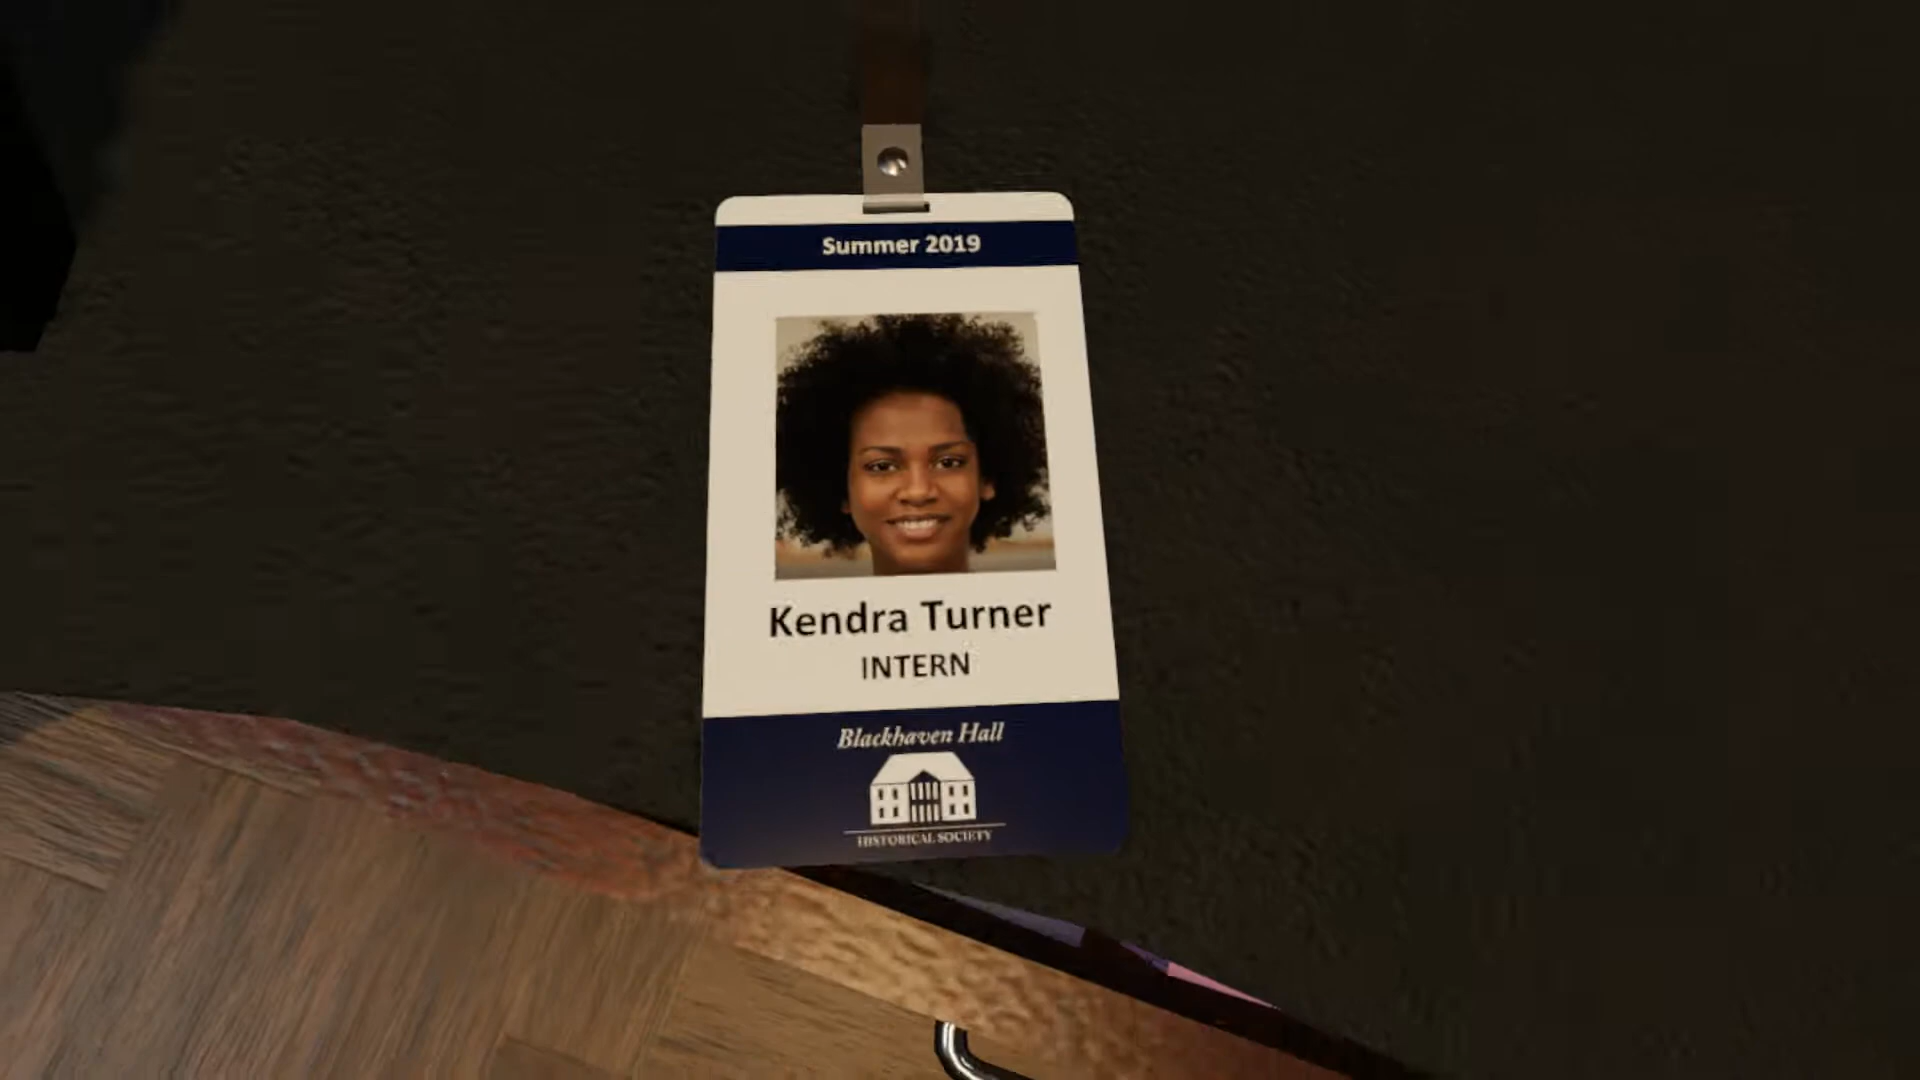 Summer 2019
Kendra Turner
INTERN
Blackhaven Hall
HISTORICAL SOCIETY